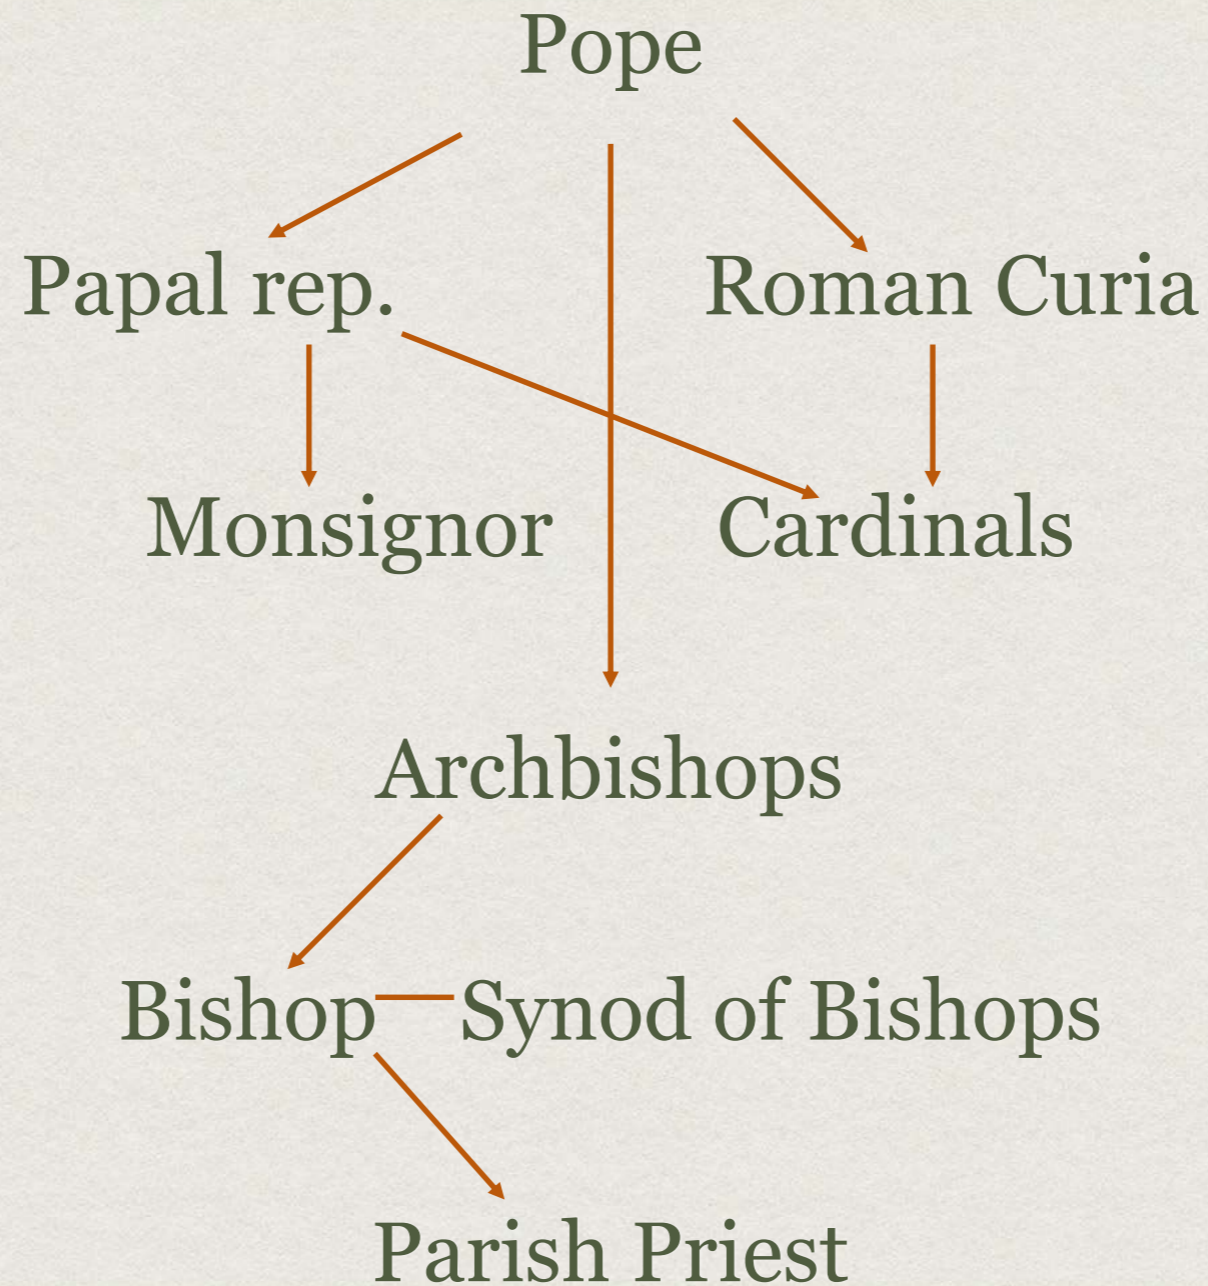 Pope
Papal rep. Roman Curia
Monsignor Cardinals
Archbishops
Bishop Synod of Bishops
Parish Priest